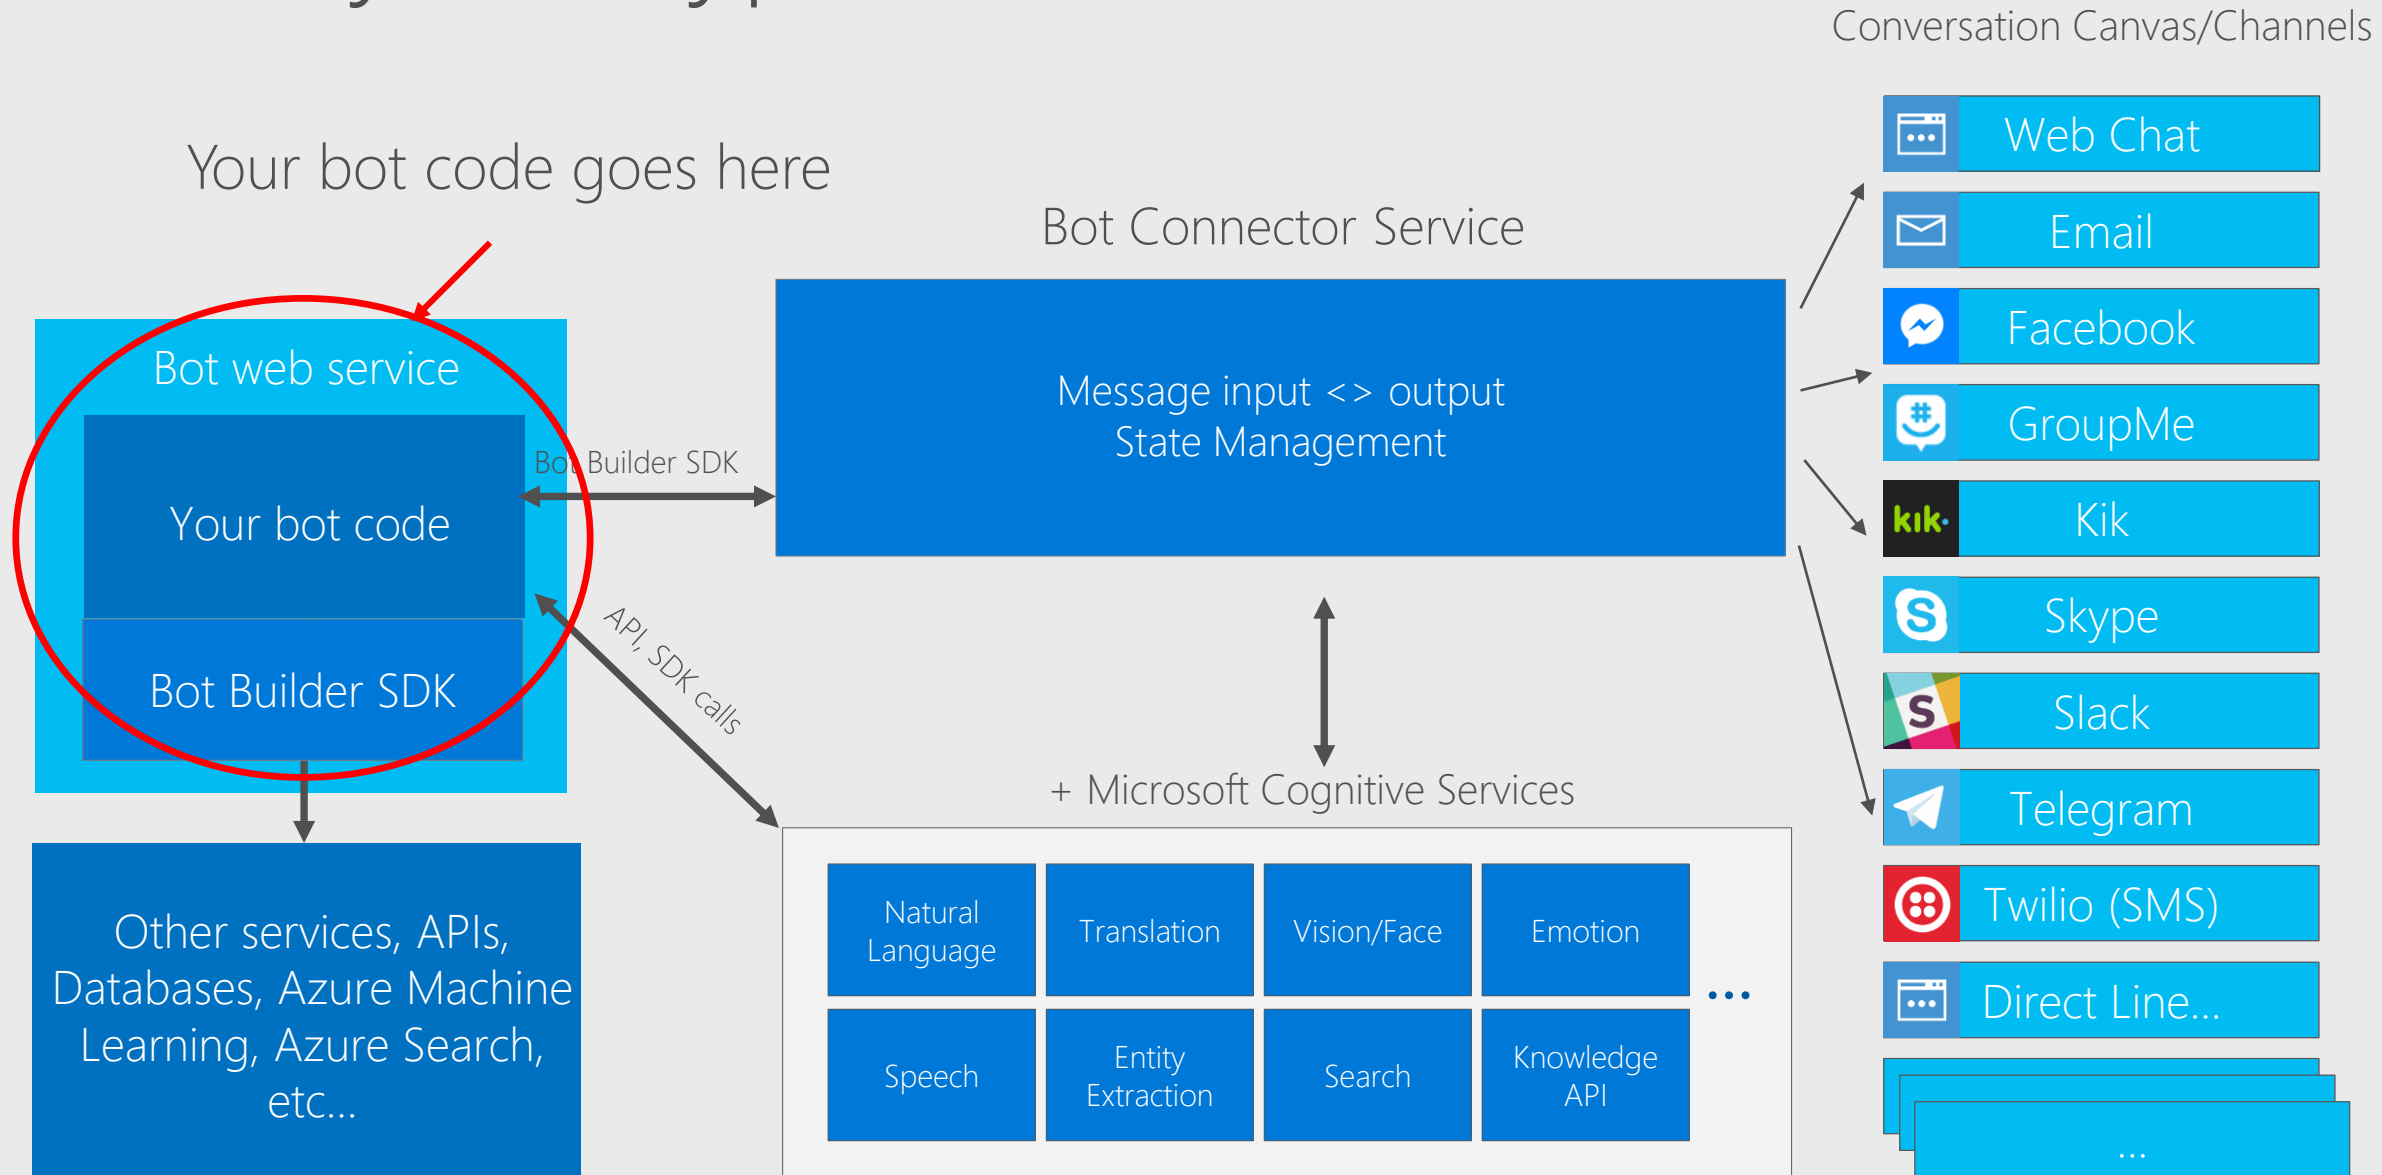 Conversation Canvas/Channels
Your bot code goes here
Bot Connector Service
Bot web service
Your bot code
Bot Builder SDK
Bot Builder SDK
API, SDK calls
Message input <> output
State Management
+ Microsoft Cognitive Services
Natural
Language
Translation
Vision/Face
Emotion
...
Speech
Entity
Extraction
Search
Knowledge
API
Other services, APIs,
Databases, Azure Machine
Learning, Azure Search,
etc...
Web Chat
Email
Facebook
GroupMe
kik
Kik
Skype
Slack
Telegram
Twilio (SMS)
Direct Line...
...